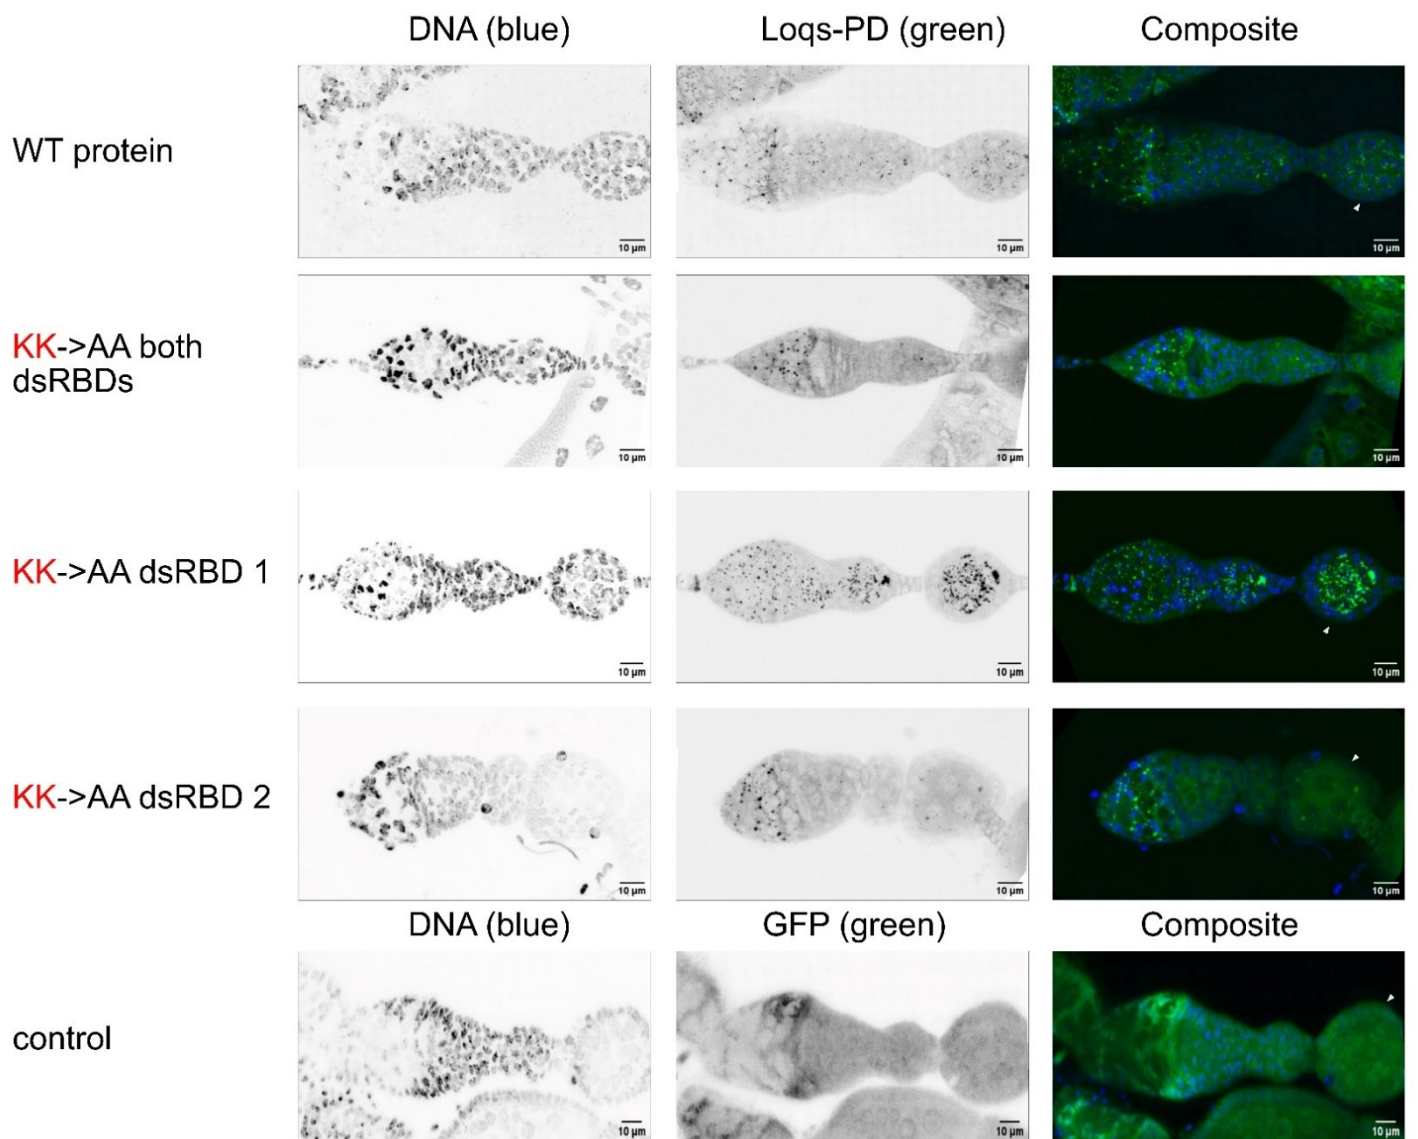 DNA (blue) Loqs-PD (green) Composite
WT protein
10 µm 10 µm 10 µm
KK->AA both
dsRBDs
10 µm 10 µm 10 µm
KK->AA dsRBD 1
10 µm 10 µm 10 µm
KK->AA dsRBD 2
10 µm 10 µm 10 µm
DNA (blue) GFP (green) Composite
control
10 µm 10 µm 10 µm